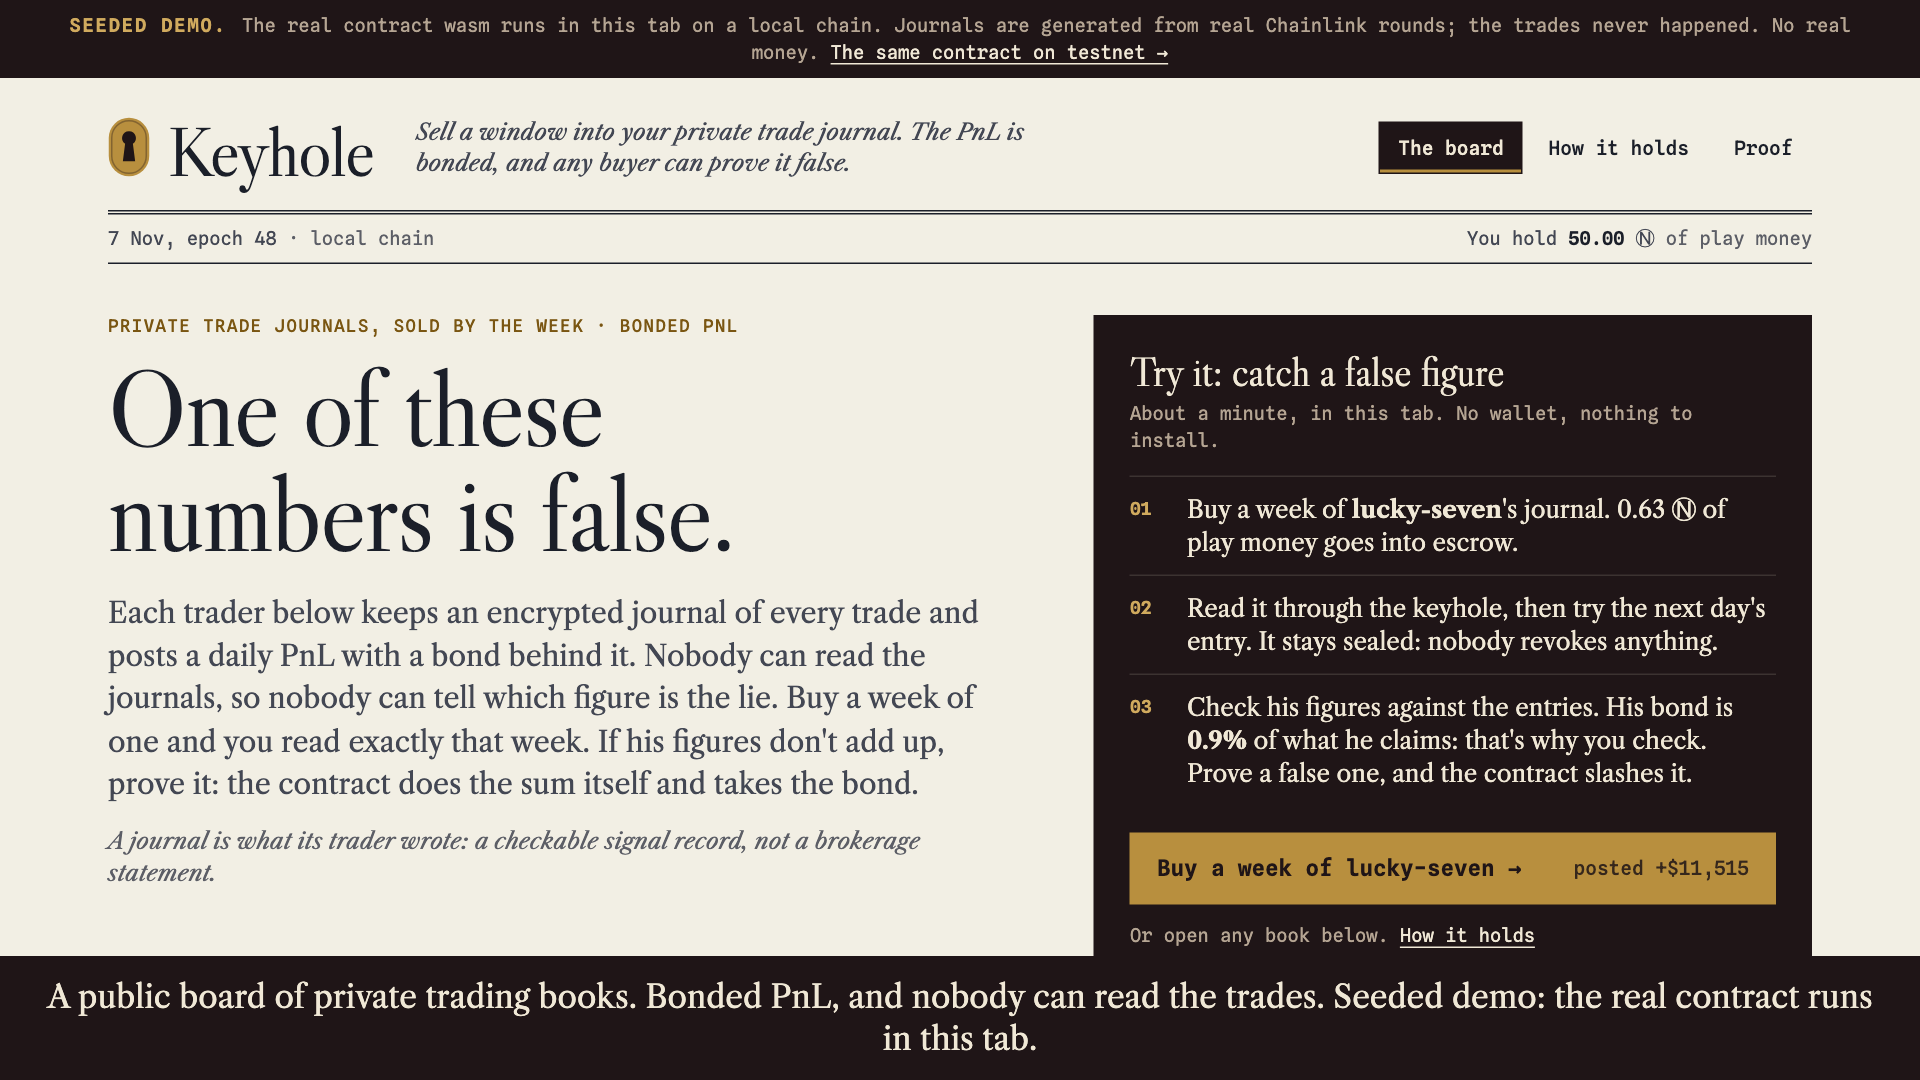 SEEDED DEMO. The real contract wasm runs in this tab on a local chain. Journals are generated from real Chainlink rounds; the trades never happened. No real
money. The same contract on testnet →
Keyhole
Sell a window into your private trade journal. The PnL is
bonded, and any buyer can prove it false.
The board
How it holds
Proof
7 Nov, epoch 48 · local chain
You hold 50.00 Ⓝ of play money
PRIVATE TRADE JOURNALS, SOLD BY THE WEEK · BONDED PNL
One of these
numbers is false.
Each trader below keeps an encrypted journal of every trade and
posts a daily PnL with a bond behind it. Nobody can read the
journals, so nobody can tell which figure is the lie. Buy a week of
one and you read exactly that week. If his figures don't add up,
prove it: the contract does the sum itself and takes the bond.
A journal is what its trader wrote: a checkable signal record, not a brokerage
statement.
Try it: catch a false figure
About a minute, in this tab. No wallet, nothing to
install.
01 Buy a week of lucky-seven's journal. 0.63 Ⓝ of
play money goes into escrow.
02 Read it through the keyhole, then try the next day's
entry. It stays sealed: nobody revokes anything.
03 Check his figures against the entries. His bond is
0.9% of what he claims: that's why you check.
Prove a false one, and the contract slashes it.
Buy a week of lucky-seven → posted +$11,515
Or open any book below. How it holds
A public board of private trading books. Bonded PnL, and nobody can read the trades. Seeded demo: the real contract runs
in this tab.